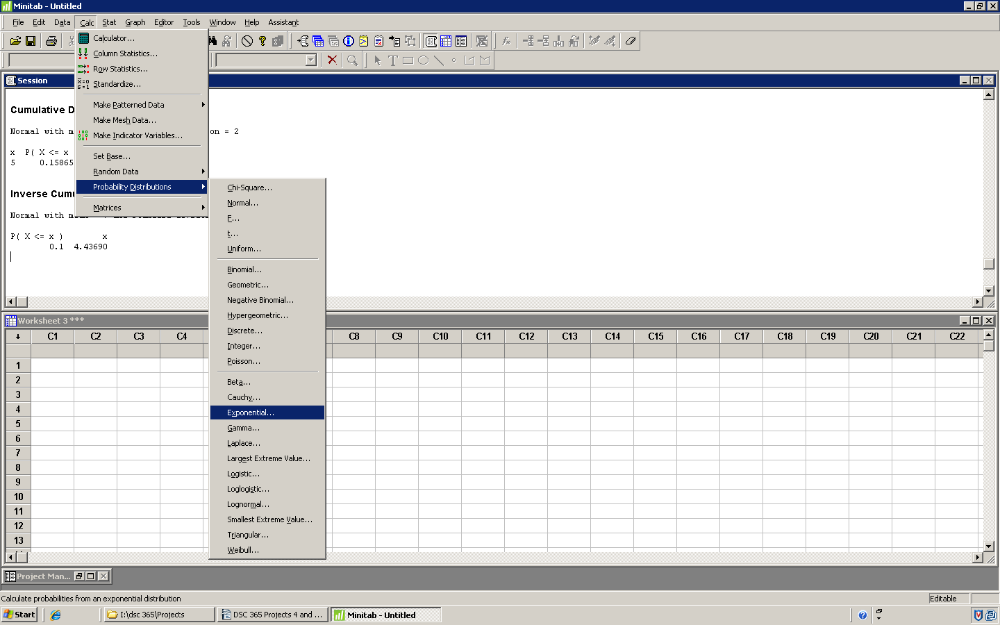 Minitab - Untitled
File Edit Data Calc Stat Graph Editor Tools Window Help Assistant
Calculator...
Column Statistics...
Row Statistics...
Standardize...
Make Patterned Data
Make Mesh Data...
Make Indicator Variables...
Set Base...
Random Data
Probability Distributions
Matrices
Chi-Square...
Normal...
F...
t...
Uniform...
Binomial...
Geometric...
Negative Binomial...
Hypergeometric...
Discrete...
Integer...
Poisson...
Beta...
Cauchy...
Exponential...
Gamma...
Laplace...
Largest Extreme Value...
Logistic...
Loglogistic...
Lognormal...
Smallest Extreme Value...
Triangular...
Weibull...
Session
Cumulative D
Normal with m on = 2
x P( X <= x
5 0.15865
Inverse Cumu
Normal with
P( X <= x ) x
0.1 4.43690
Worksheet 3 ***
C1 C2 C3 C4 C8 C9 C10 C11 C12 C13 C14 C15 C16 C17 C18 C19 C20 C21 C22
1
2
3
4
5
6
7
8
9
10
11
12
13
Project Man...
Calculate probabilities from an exponential distribution
Editable
Start
I:\dsc 365\Projects
DSC 365 Projects 4 and ...
Minitab - Untitled